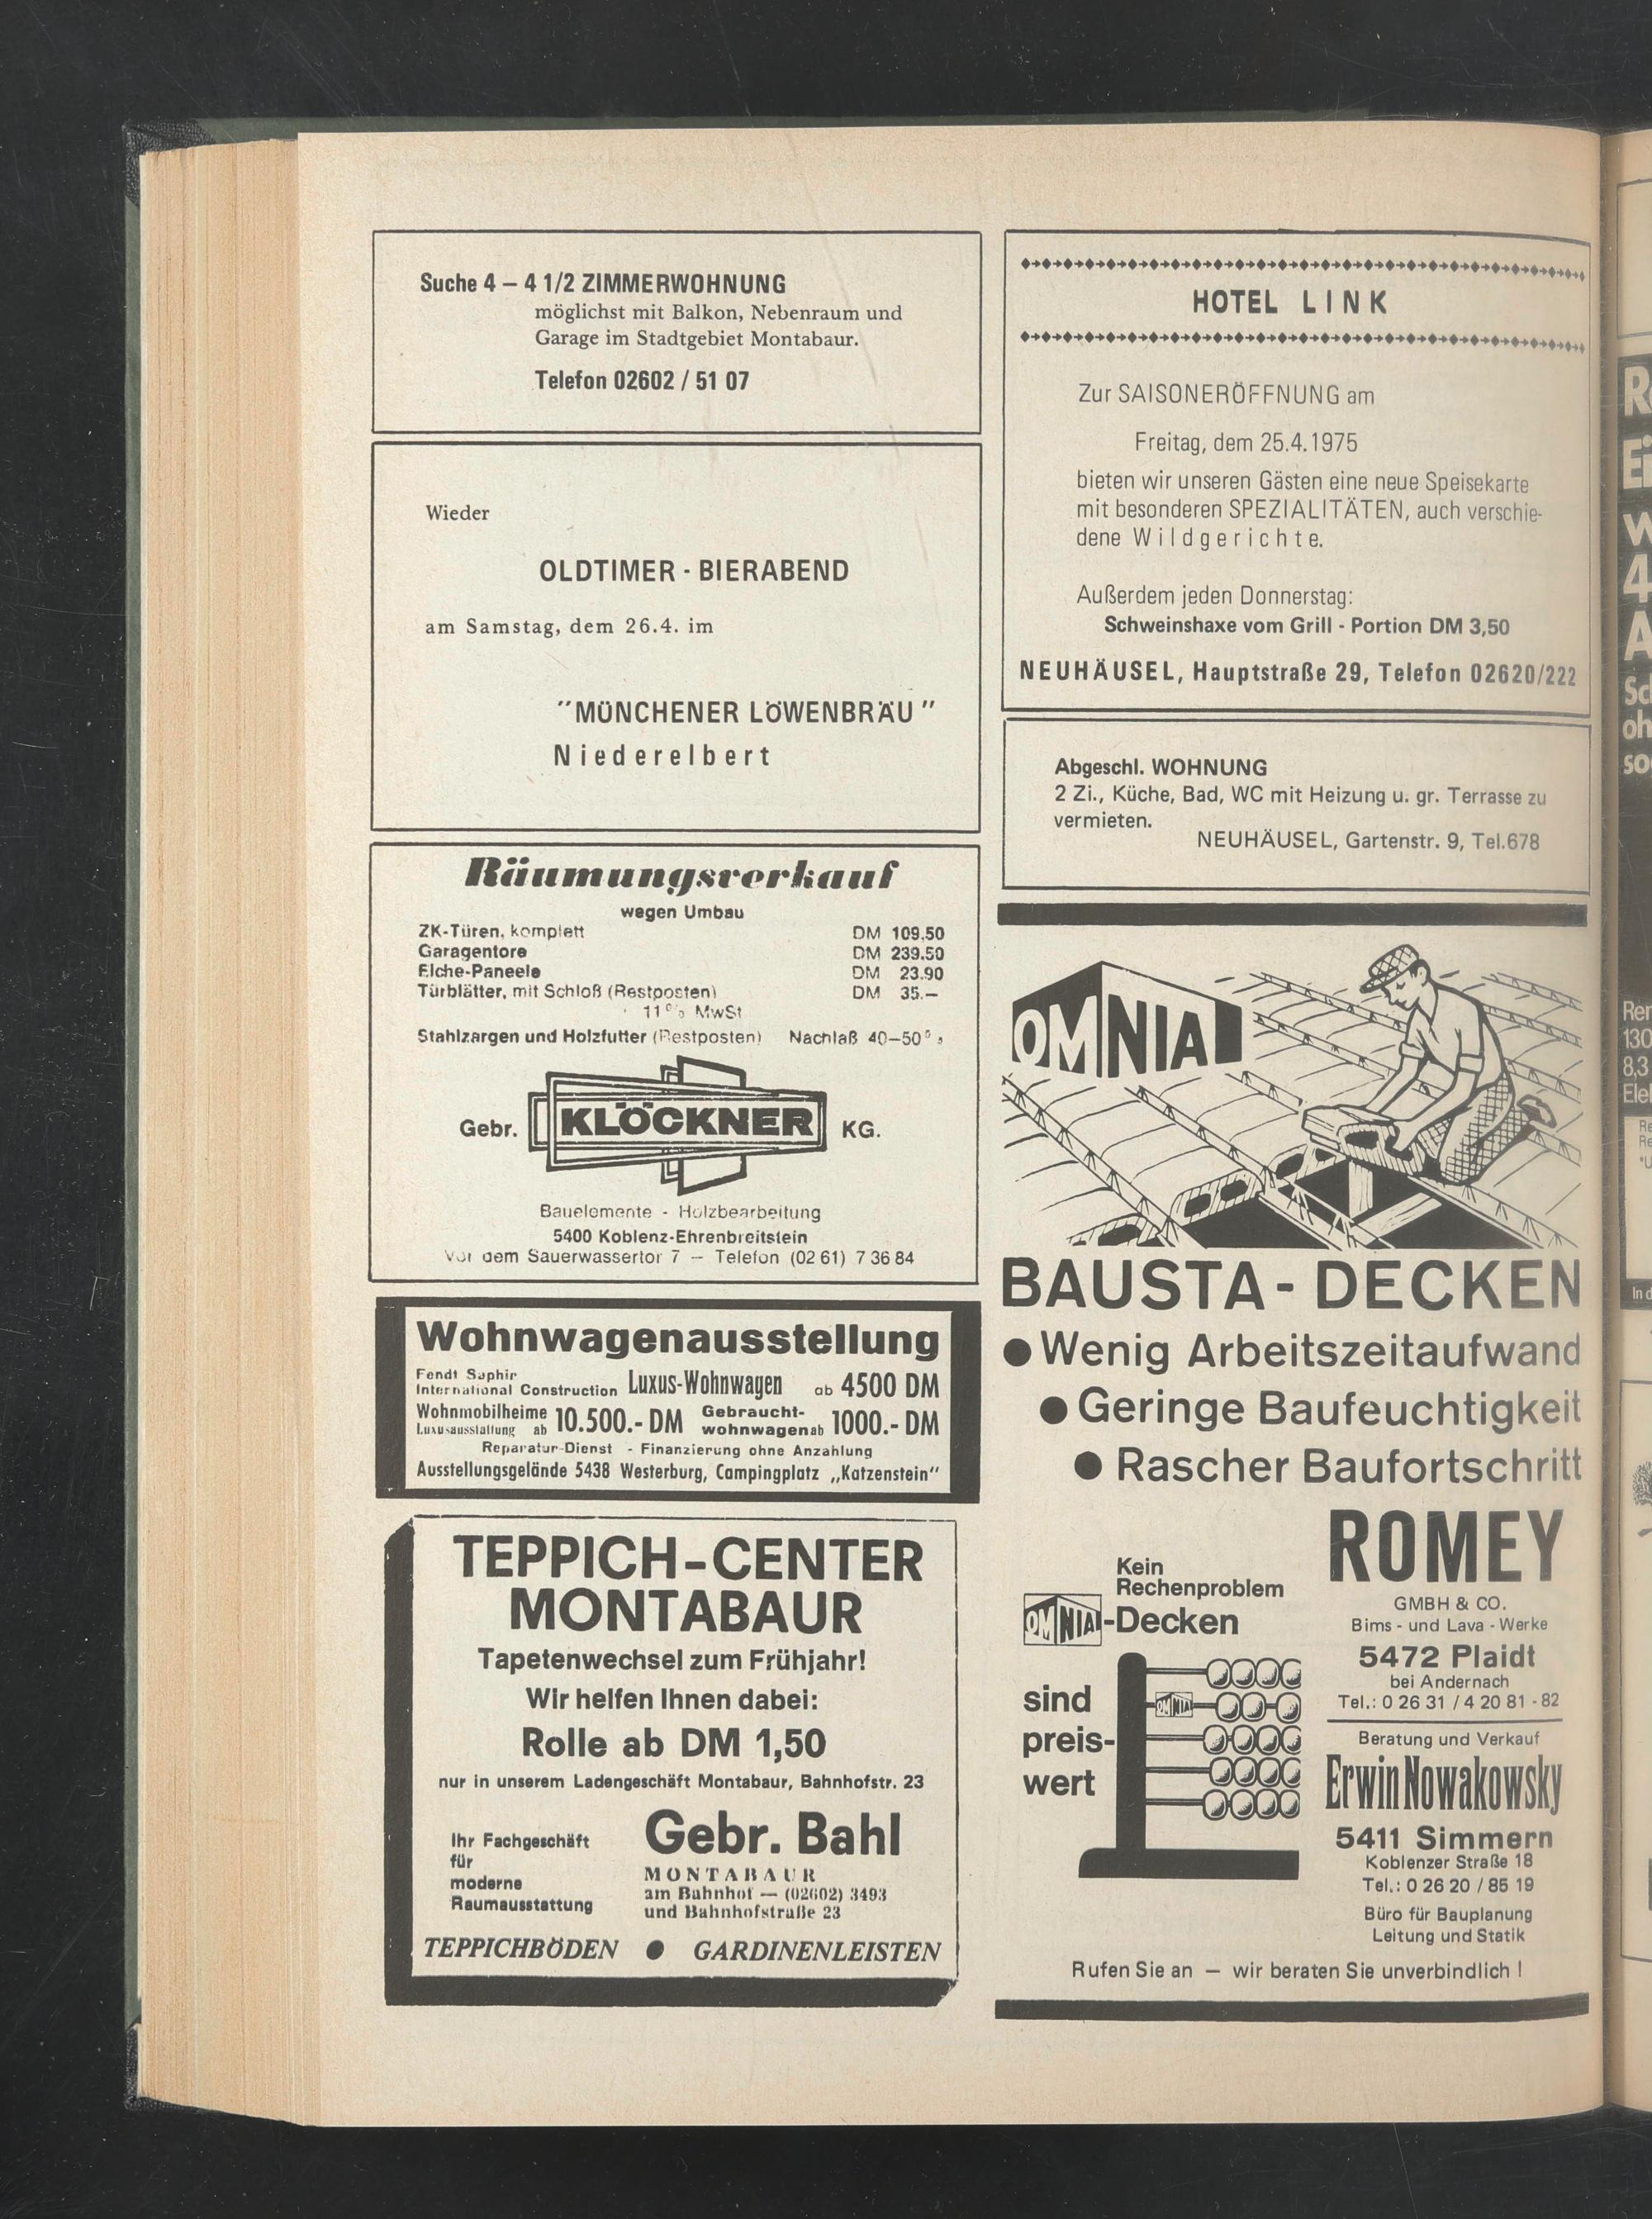 Suche 4 – 4 1/2 ZIMMERWOHNUNG
möglichst mit Balkon, Nebenraum und
Garage im Stadtgebiet Montabaur.
Telefon 02602 / 51 07
Wieder
OLDTIMER - BIERABEND
am Samstag, dem 26.4. im
"MÜNCHENER LÖWENBRÄU"
Niederelbert
Räumungsverkauf
wegen Umbau
ZK-Türen, komplett DM 109.50
Garagentore DM 239.50
Eiche-Paneele DM 23.90
Türblätter, mit Schloß (Restposten) DM 35.—
11% MwSt
Stahlzargen und Holzfutter (Restposten) Nachlaß 40–50%
Gebr. KLÖCKNER KG.
Bauelemente - Holzbearbeitung
5400 Koblenz-Ehrenbreitstein
Vor dem Sauerwassertor 7 — Telefon (02 61) 7 36 84
Wohnwagenausstellung
Fendt Saphir
International Construction Luxus-Wohnwagen ab 4500 DM
Wohnmobilheime
Luxusausstattung ab 10.500.- DM Gebraucht-
wohnwagen ab 1000.- DM
Reparatur-Dienst - Finanzierung ohne Anzahlung
Ausstellungsgelände 5438 Westerburg, Campingplatz „Katzenstein"
TEPPICH-CENTER
MONTABAUR
Tapetenwechsel zum Frühjahr!
Wir helfen Ihnen dabei:
Rolle ab DM 1,50
nur in unserem Ladengeschäft Montabaur, Bahnhofstr. 23
Ihr Fachgeschäft
für
moderne
Raumausstattung
Gebr. Bahl
MONTABAUR
am Bahnhof — (02602) 3493
und Bahnhofstraße 23
TEPPICHBÖDEN ● GARDINENLEISTEN
HOTEL LINK
Zur SAISONERÖFFNUNG am
Freitag, dem 25.4.1975
bieten wir unseren Gästen eine neue Speisekarte
mit besonderen SPEZIALITÄTEN, auch verschie-
dene Wildgerichte.
Außerdem jeden Donnerstag:
Schweinshaxe vom Grill - Portion DM 3,50
NEUHÄUSEL, Hauptstraße 29, Telefon 02620/222
Abgeschl. WOHNUNG
2 Zi., Küche, Bad, WC mit Heizung u. gr. Terrasse zu
vermieten.
NEUHÄUSEL, Gartenstr. 9, Tel.678
OMNIA
BAUSTA - DECKEN
● Wenig Arbeitszeitaufwand
● Geringe Baufeuchtigkeit
● Rascher Baufortschritt
Kein
Rechenproblem
OMNIA-Decken
sind
preis-
wert
OMNIA
ROMEY
GMBH & CO.
Bims - und Lava - Werke
5472 Plaidt
bei Andernach
Tel.: 0 26 31 / 4 20 81 - 82
Beratung und Verkauf
Erwin Nowakowsky
5411 Simmern
Koblenzer Straße 18
Tel.: 0 26 20 / 85 19
Büro für Bauplanung
Leitung und Statik
Rufen Sie an — wir beraten Sie unverbindlich !